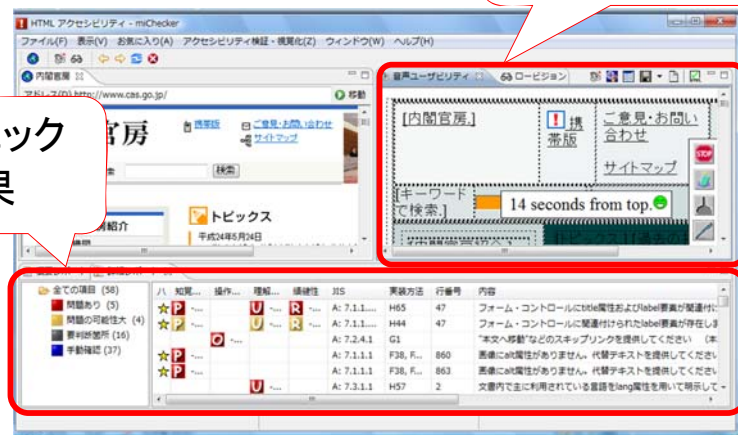 HTML アクセシビリティ - miChecker
ファイル(F) 表示(V) お気に入り(A) アクセシビリティ検証・視覚化(Z) ウィンドウ(W) ヘルプ(H)
内閣官房
アドレス(D) http://www.cas.go.jp/
移動
官房
携帯版
ご意見・お問い合わせ
サイトマップ
検索
ック
果
トピックス
平成24年5月24日
音声ユーザビリティ
ロービジョン
[内閣官房.]
携帯版
ご意見・お問い合わせ
サイトマップ
[キーワードで検索.]
14 seconds from top.
STOP
全ての項目 (58)
問題あり (5)
問題の可能性大 (4)
要判断箇所 (16)
手動確認 (37)
ハ 知覚... 操作... 理解... 頑健性 JIS 実装方法 行番号 内容
P -... U -... R -... A: 7.1.1.... H65 47 フォーム・コントロールにtitle属性およびlabel要素が関連付に
P -... U -... R -... A: 7.1.1.... H44 47 フォーム・コントロールに関連付けられたlabel要素が存在しま
O -... A: 7.2.4.1 G1 "本文へ移動"などのスキップリンクを提供してください (本
P -... A: 7.1.1.1 F38, F... 860 画像にalt属性がありません。代替テキストを提供してくださ
P -... A: 7.1.1.1 F38, F... 863 画像にalt属性がありません。代替テキストを提供してくださ
U -... A: 7.3.1.1 H57 2 文書内で主に利用されている言語をlang属性を用いて明示して